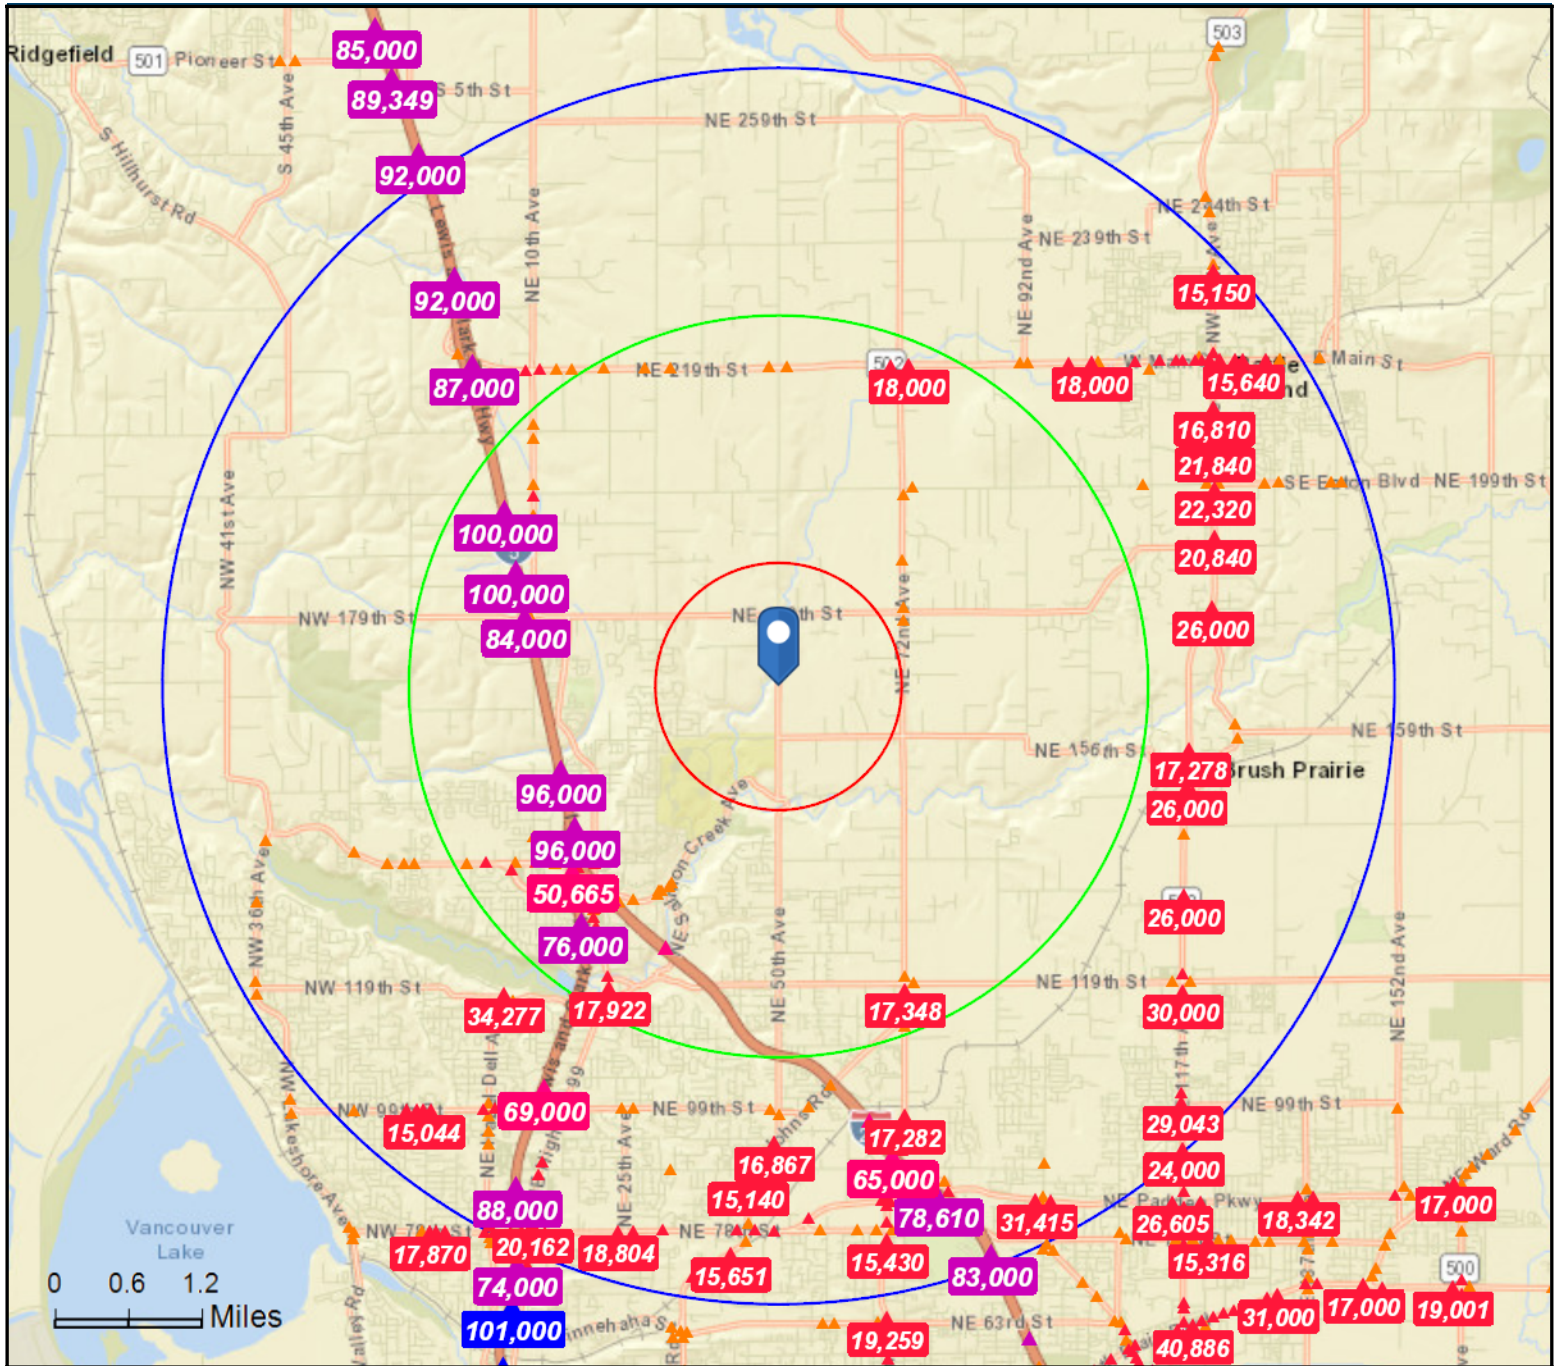 503
85,000
Ridgefield
501
Pioneer St
89,349
S 5th St
S 45th Ave
NE 259th St
S Hillhurst Rd
92,000
NE 10th Ave
NE 92nd Ave
NE 239th St
Lewis
92,000
15,150
NE 219th St
W
E Main St
87,000
18,000
18,000
15,640
Hwy
16,810
21,840
NE 199th St
22,320
NW 41st Ave
100,000
20,840
100,000
NW 179th St
84,000
26,000
NE 72nd Ave
NE 159th St
NE 156th St
17,278
Brush Prairie
96,000
26,000
Creek Ave
96,000
50,665
NW 36th Ave
26,000
76,000
NE 50th Ave
NE 152nd Ave
NE 119th St
NW 119th St
34,277
17,922
17,348
30,000
99
69,000
NE 99th St
NE 99th St
15,044
29,043
17,282
16,867
24,000
65,000
NE 25th Ave
15,140
88,000
78,610
31,415
26,605
18,342
17,000
NE Ward Rd
Vancouver
Lake
17,870
20,162
18,804
15,430
15,316
15,651
83,000
74,000
500
0 0.6 1.2
Miles
101,000
NE 63rd St
19,259
31,000
17,000
19,001
40,886